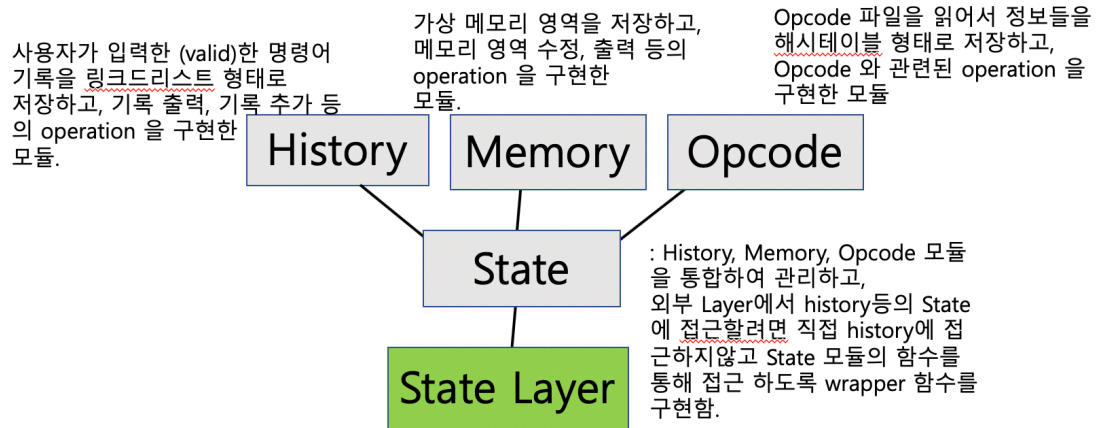 사용자가 입력한 (valid)한 명령어
기록을 링크드리스트 형태로
저장하고, 기록 출력, 기록 추가 등
의 operation 을 구현한
모듈.
가상 메모리 영역을 저장하고,
메모리 영역 수정, 출력 등의
operation 을 구현한
모듈.
Opcode 파일을 읽어서 정보들을
해시테이블 형태로 저장하고,
Opcode 와 관련된 operation 을
구현한 모듈
History
Memory
Opcode
State
: History, Memory, Opcode 모듈
을 통합하여 관리하고,
외부 Layer에서 history등의 State
에 접근할려면 직접 history에 접
근하지않고 State 모듈의 함수를
통해 접근 하도록 wrapper 함수를
구현함.
State Layer